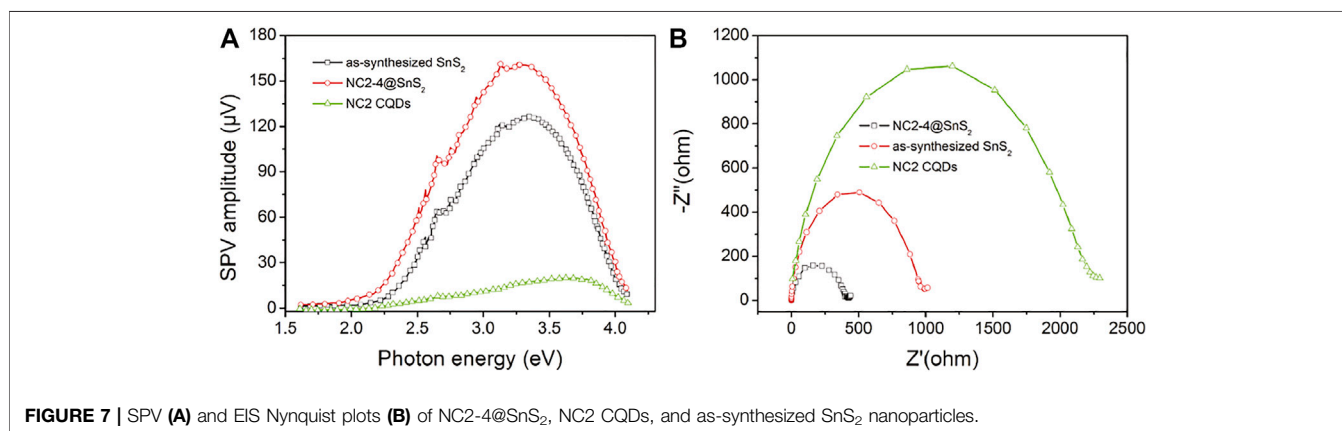 A
180
150
120
90
60
30
0
SPV amplitude (μV)
as-synthesized SnS₂
NC2-4@SnS₂
NC2 CQDs
1.5 2.0 2.5 3.0 3.5 4.0
Photon energy (eV)
B
1200
1000
800
600
400
200
0
-Z"(ohm)
NC2-4@SnS₂
as-synthesized SnS₂
NC2 CQDs
0 500 1000 1500 2000 2500
Z'(ohm)
FIGURE 7 | SPV (A) and EIS Nynquist plots (B) of NC2-4@SnS₂, NC2 CQDs, and as-synthesized SnS₂ nanoparticles.